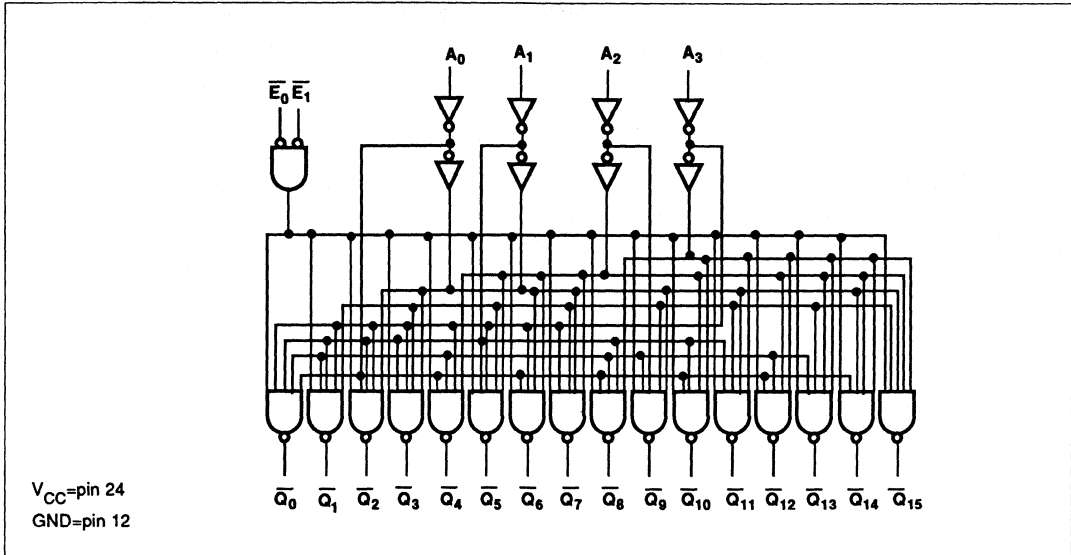 A₀ A₁ A₂ A₃
E̅₀ E̅₁
Q̅₀ Q̅₁ Q̅₂ Q̅₃ Q̅₄ Q̅₅ Q̅₆ Q̅₇ Q̅₈ Q̅₉ Q̅₁₀ Q̅₁₁ Q̅₁₂ Q̅₁₃ Q̅₁₄ Q̅₁₅
V_CC=pin 24
GND=pin 12